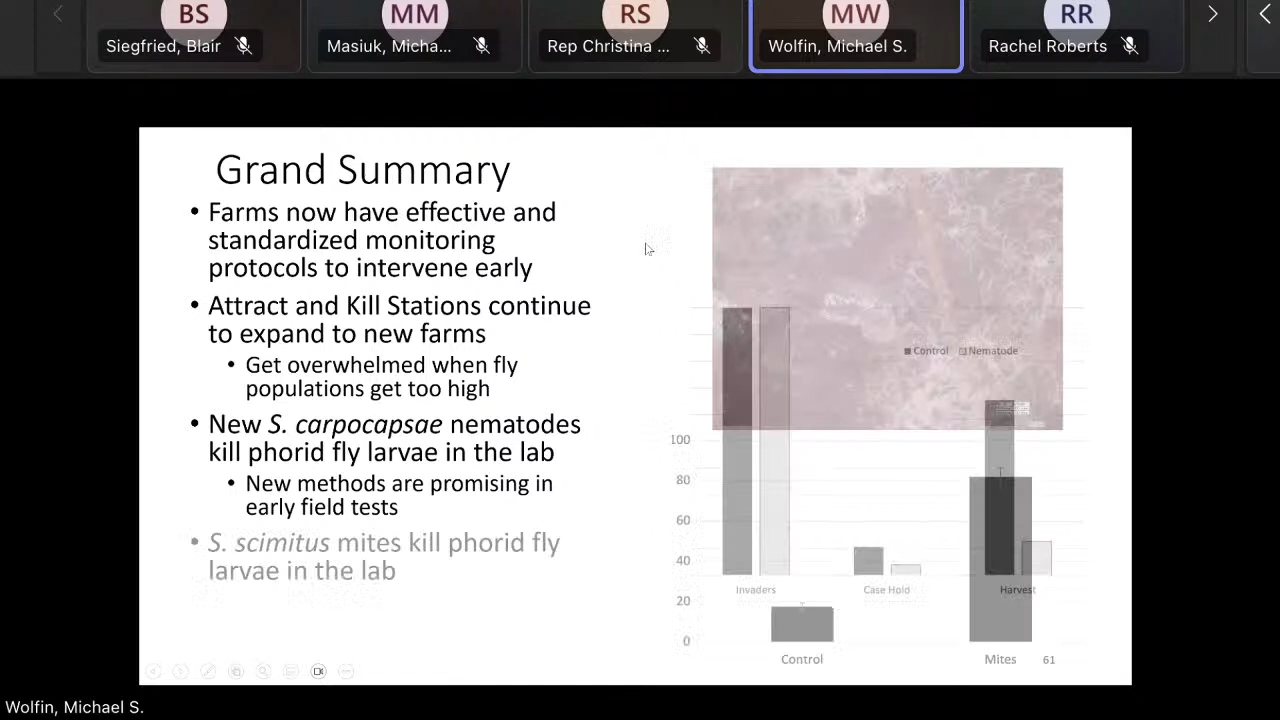 BS
MM
RS
MW
RR
Siegfried, Blair
Masiuk, Micha...
Rep Christina ...
Wolfin, Michael S.
Rachel Roberts
Grand Summary
• Farms now have effective and
standardized monitoring
protocols to intervene early
• Attract and Kill Stations continue
to expand to new farms
• Get overwhelmed when fly
populations get too high
• New S. carpocapsae nematodes
kill phorid fly larvae in the lab
• New methods are promising in
early field tests
• S. scimitus mites kill phorid fly
larvae in the lab
Control Nematode
100
80
60
40
20
0
Invaders Case Hold Harvest
Control Mites
61
Wolfin, Michael S.